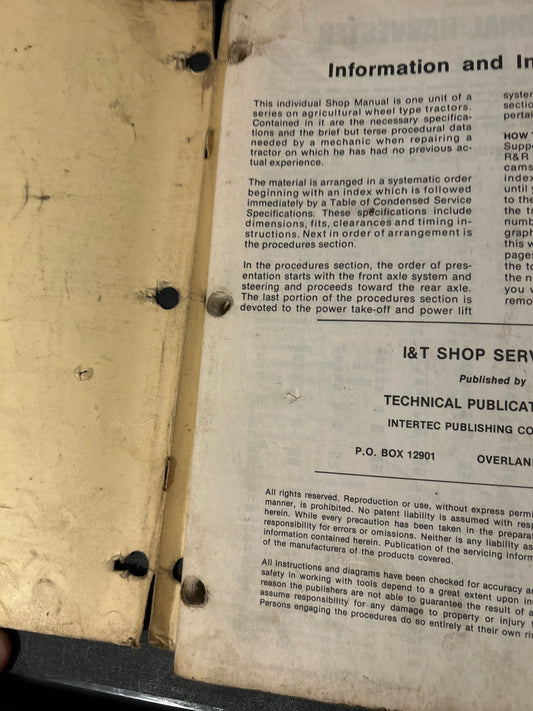 Information and
This individual Shop Manual is one unit of a
series on agricultural wheel type tractors.
Contained in it are the necessary specifica-
tions and the brief but terse procedural data
needed by a mechanic when repairing a
tractor on which he has had no previous ac-
tual experience.
The material is arranged in a systematic order
beginning with an index which is followed
immediately by a Table of Condensed Service
Specifications. These specifications include
dimensions, fits, clearances and timing in-
structions. Next in order of arrangement is
the procedures section.
In the procedures section, the order of pres-
entation starts with the front axle system and
steering and proceeds toward the rear axle.
The last portion of the procedures section is
devoted to the power take-off and power lift
system
sectio
pertai
HOW
Suppo
R&R
cams
index
until
to the
the tr
numb
graph
this w
pages
the to
the n
you w
remo
I&T SHOP SERV
Published by
TECHNICAL PUBLICAT
INTERTEC PUBLISHING CO
P.O. BOX 12901 OVERLAN
All rights reserved. Reproduction or use, without express permi
manner, is prohibited. No patent liability is assumed with resp
herein. While every precaution has been taken in the preparat
responsibility for errors or omissions. Neither is any liability as
information contained herein. Publication of the servicing inform
of the manufacturers of the products covered.
All instructions and diagrams have been checked for accuracy a
safety in working with tools depend to a great extent upon in
reason the publishers are not able to guarantee the result of a
assume responsibility for any damage to property or injury t
Persons engaging the procedures do so entirely at their own ris